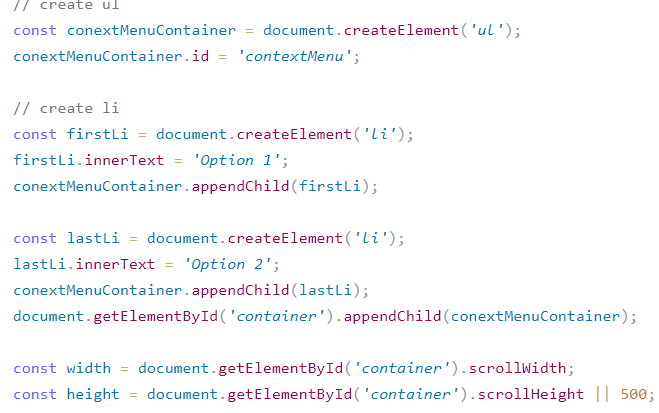 // create ul
const conextMenuContainer = document.createElement('ul');
conextMenuContainer.id = 'contextMenu';
// create li
const firstLi = document.createElement('li');
firstLi.innerText = 'Option 1';
conextMenuContainer.appendChild(firstLi);
const lastLi = document.createElement('li');
lastLi.innerText = 'Option 2';
conextMenuContainer.appendChild(lastLi);
document.getElementById('container').appendChild(conextMenuContainer);
const width = document.getElementById('container').scrollWidth;
const height = document.getElementById('container').scrollHeight || 500;